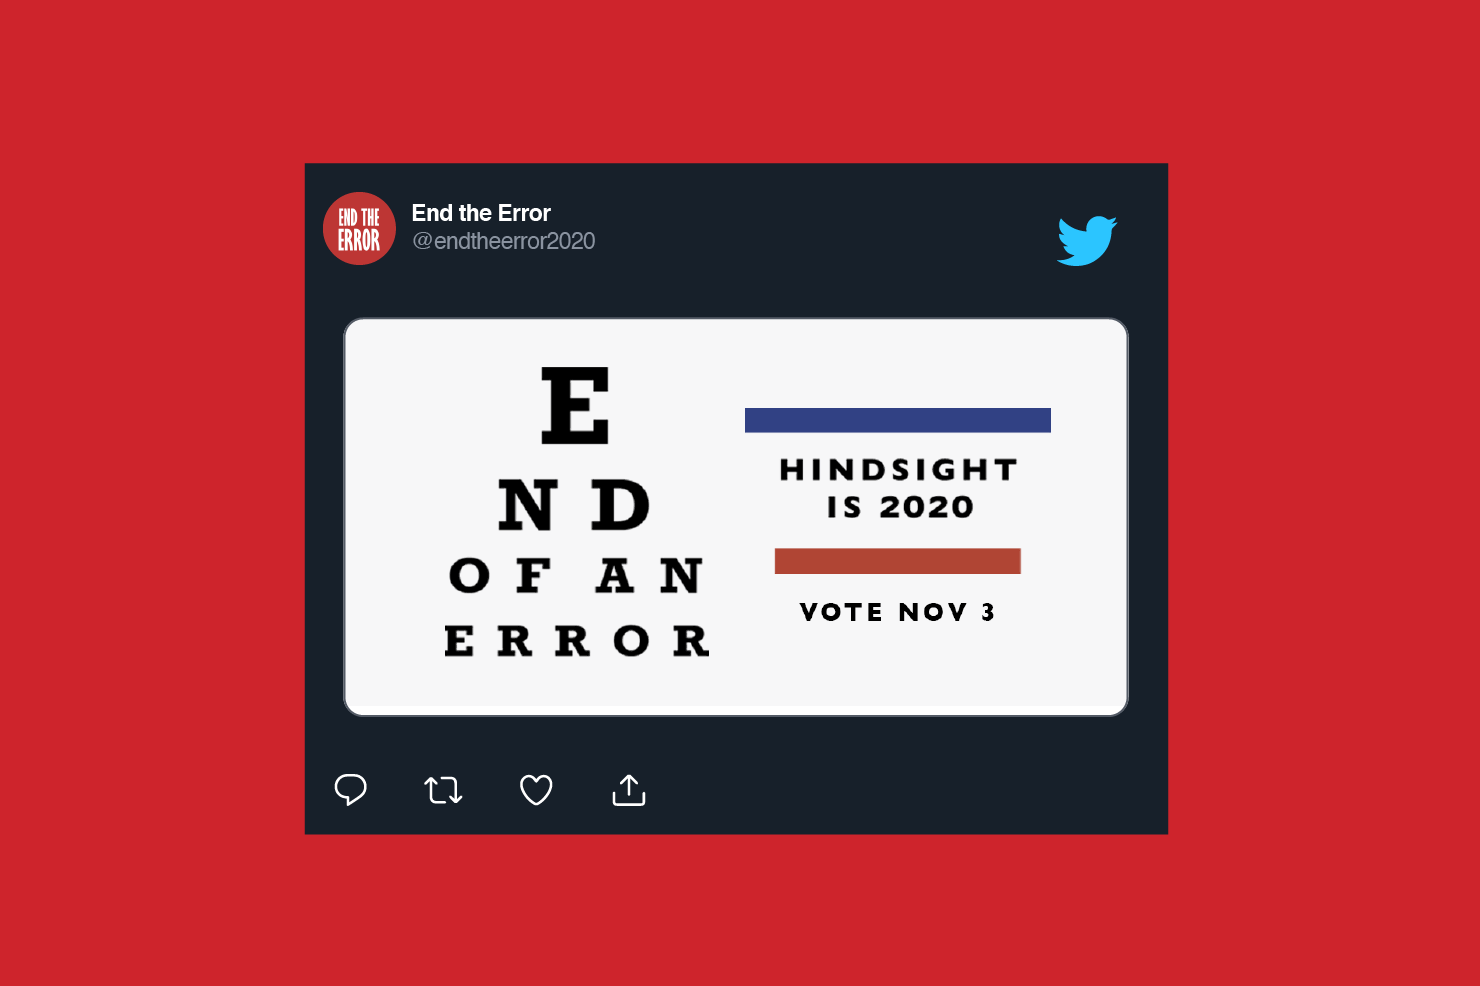 END THE
ERROR
End the Error
@endtheerror2020
E
N D
O F A N
E R R O R
HINDSIGHT
IS 2020
VOTE NOV 3